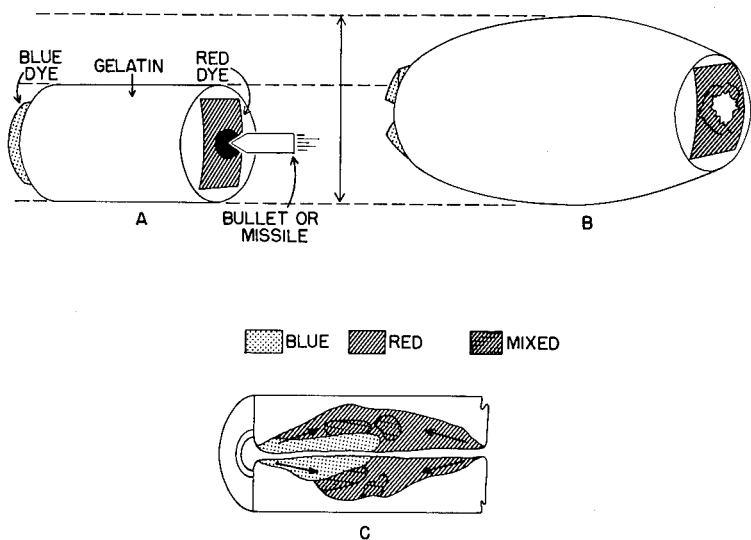 BLUE
DYE
GELATIN
RED
DYE
BULLET OR
MISSILE
A
B
BLUE
RED
MIXED
C